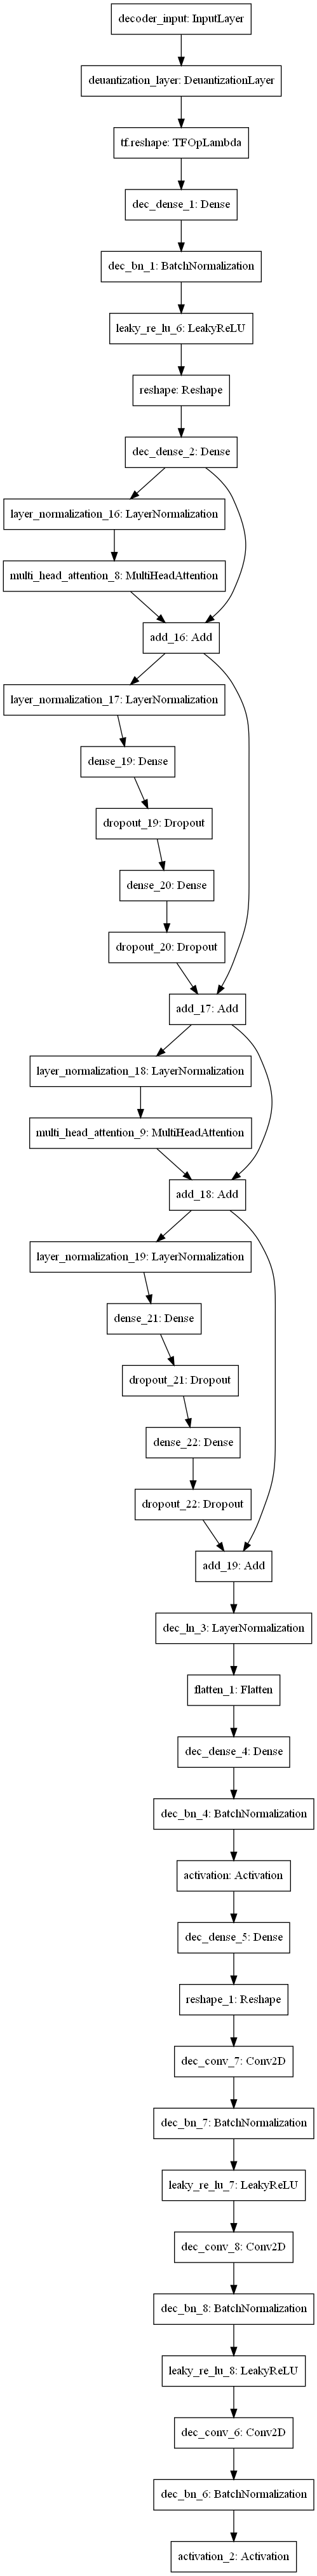 decoder_input: InputLayer
deuantization_layer: DeuantizationLayer
tf.reshape: TFOpLambda
dec_dense_1: Dense
dec_bn_1: BatchNormalization
leaky_re_lu_6: LeakyReLU
reshape: Reshape
dec_dense_2: Dense
layer_normalization_16: LayerNormalization
multi_head_attention_8: MultiHeadAttention
add_16: Add
layer_normalization_17: LayerNormalization
dense_19: Dense
dropout_19: Dropout
dense_20: Dense
dropout_20: Dropout
add_17: Add
layer_normalization_18: LayerNormalization
multi_head_attention_9: MultiHeadAttention
add_18: Add
layer_normalization_19: LayerNormalization
dense_21: Dense
dropout_21: Dropout
dense_22: Dense
dropout_22: Dropout
add_19: Add
dec_ln_3: LayerNormalization
flatten_1: Flatten
dec_dense_4: Dense
dec_bn_4: BatchNormalization
activation: Activation
dec_dense_5: Dense
reshape_1: Reshape
dec_conv_7: Conv2D
dec_bn_7: BatchNormalization
leaky_re_lu_7: LeakyReLU
dec_conv_8: Conv2D
dec_bn_8: BatchNormalization
leaky_re_lu_8: LeakyReLU
dec_conv_6: Conv2D
dec_bn_6: BatchNormalization
activation_2: Activation